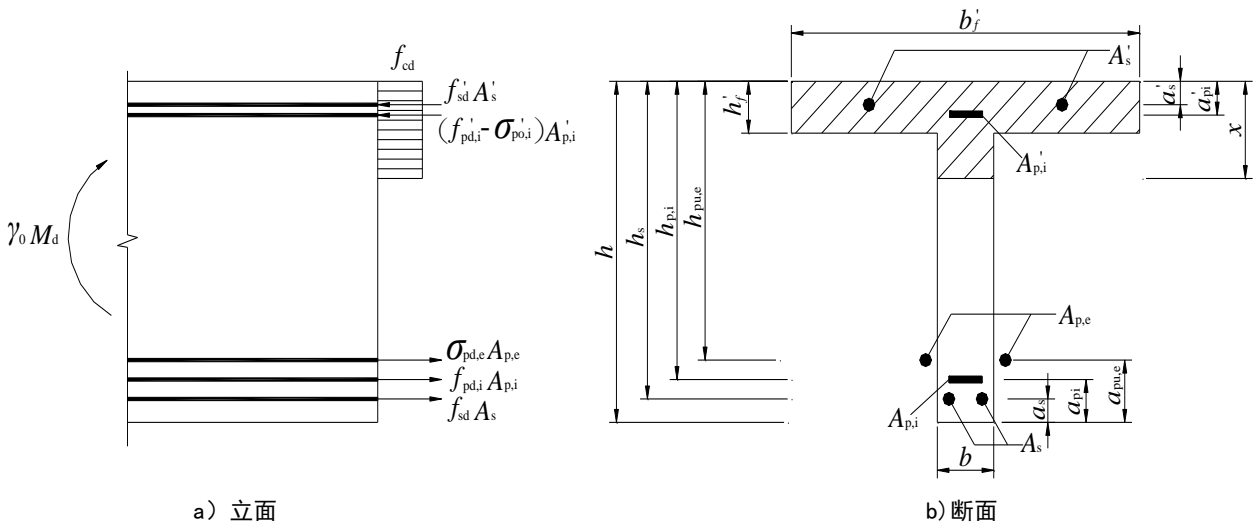 f_cd
f'_sd A'_s
(f'_pd,i - σ'_po,i) A'_p,i
γ_0 M_d
σ_pd,e A_p,e
f_pd,i A_p,i
f_sd A_s
a) 立面
b'_f
A'_s
h'_f
a'_s
a'_pi
x
A'_p,i
h
h_s
h_p,i
h_pu,e
A_p,e
A_p,i
a_s
a_pi
a_pu,e
A_s
b
b)断面